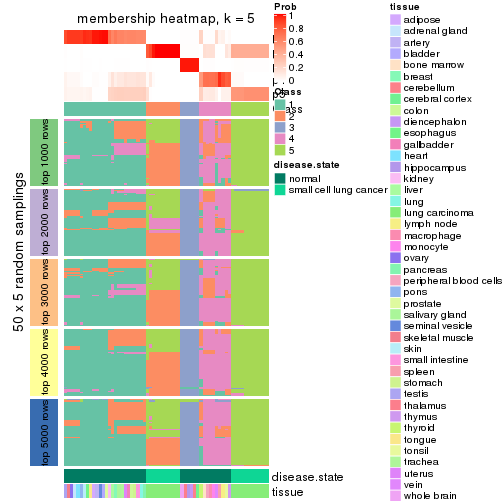 membership heatmap, k = 5
Prob
1
0.8
0.6
0.4
0.2
0
Class
1
2
3
4
5
disease.state
normal
small cell lung cancer
tissue
adipose
adrenal gland
artery
bladder
bone marrow
breast
cerebellum
cerebral cortex
colon
diencephalon
esophagus
gallbladder
heart
hippocampus
kidney
liver
lung
lung carcinoma
lymph node
macrophage
monocyte
ovary
pancreas
peripheral blood cells
pons
prostate
salivary gland
seminal vesicle
skeletal muscle
skin
small intestine
spleen
stomach
testis
thalamus
thymus
thyroid
tongue
tonsil
trachea
uterus
vein
whole brain
50 x 5 random samplings
top 1000 rows
top 2000 rows
top 3000 rows
top 4000 rows
top 5000 rows
disease.state
tissue